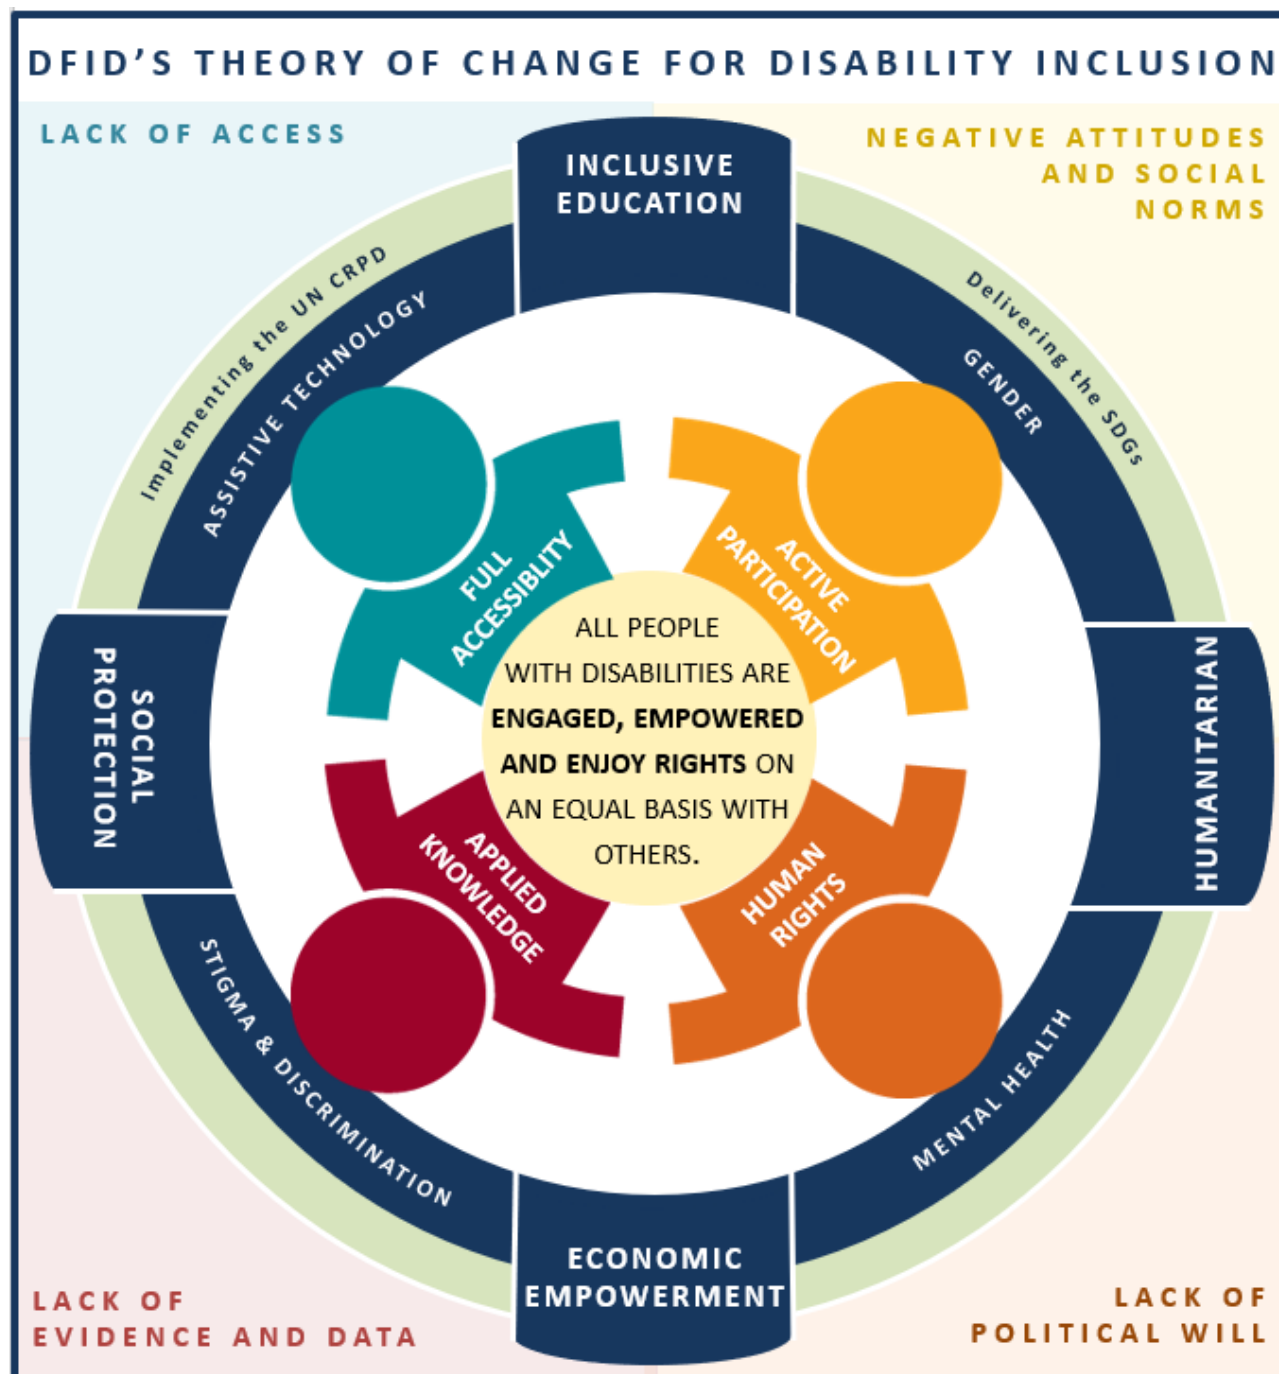 DFID'S THEORY OF CHANGE FOR DISABILITY INCLUSION
LACK OF ACCESS
NEGATIVE ATTITUDES
AND SOCIAL
NORMS
INCLUSIVE
EDUCATION
Implementing the UN CRPD
ASSISTIVE TECHNOLOGY
Delivering the SDGs
GENDER
FULL
ACCESSIBLITY
ACTIVE
PARTICIPATION
SOCIAL
PROTECTION
ALL PEOPLE
WITH DISABILITIES ARE
ENGAGED, EMPOWERED
AND ENJOY RIGHTS ON
AN EQUAL BASIS WITH
OTHERS.
HUMANITARIAN
APPLIED
KNOWLEDGE
HUMAN
RIGHTS
STIGMA & DISCRIMINATION
MENTAL HEALTH
ECONOMIC
EMPOWERMENT
LACK OF
EVIDENCE AND DATA
LACK OF
POLITICAL WILL